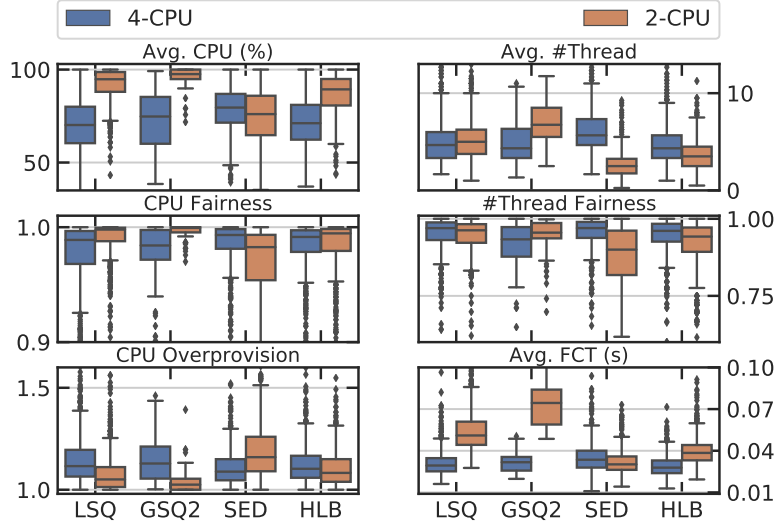 4-CPU 2-CPU
Avg. CPU (%) Avg. #Thread
100
50
10
0
CPU Fairness #Thread Fairness
1.0
0.9
1.00
0.75
CPU Overprovision Avg. FCT (s)
1.5
1.0
0.10
0.07
0.04
0.01
LSQ GSQ2 SED HLB LSQ GSQ2 SED HLB